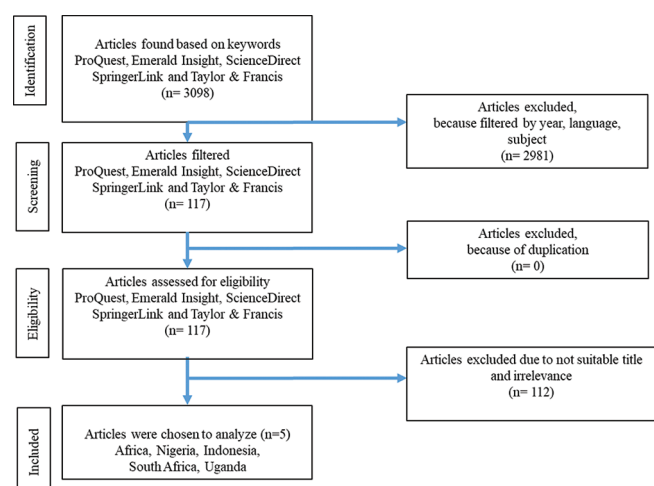 Identification
Articles found based on keywords
ProQuest, Emerald Insight, ScienceDirect
SpringerLink and Taylor & Francis
(n= 3098)
Articles excluded,
because filtered by year, language,
subject
(n= 2981)
Screening
Articles filtered
ProQuest, Emerald Insight, ScienceDirect
SpringerLink and Taylor & Francis
(n= 117)
Articles excluded,
because of duplication
(n= 0)
Eligibility
Articles assessed for eligibility
ProQuest, Emerald Insight, ScienceDirect
SpringerLink and Taylor & Francis
(n= 117)
Articles excluded due to not suitable title
and irrelevance
(n= 112)
Included
Articles were chosen to analyze (n=5)
Africa, Nigeria, Indonesia,
South Africa, Uganda